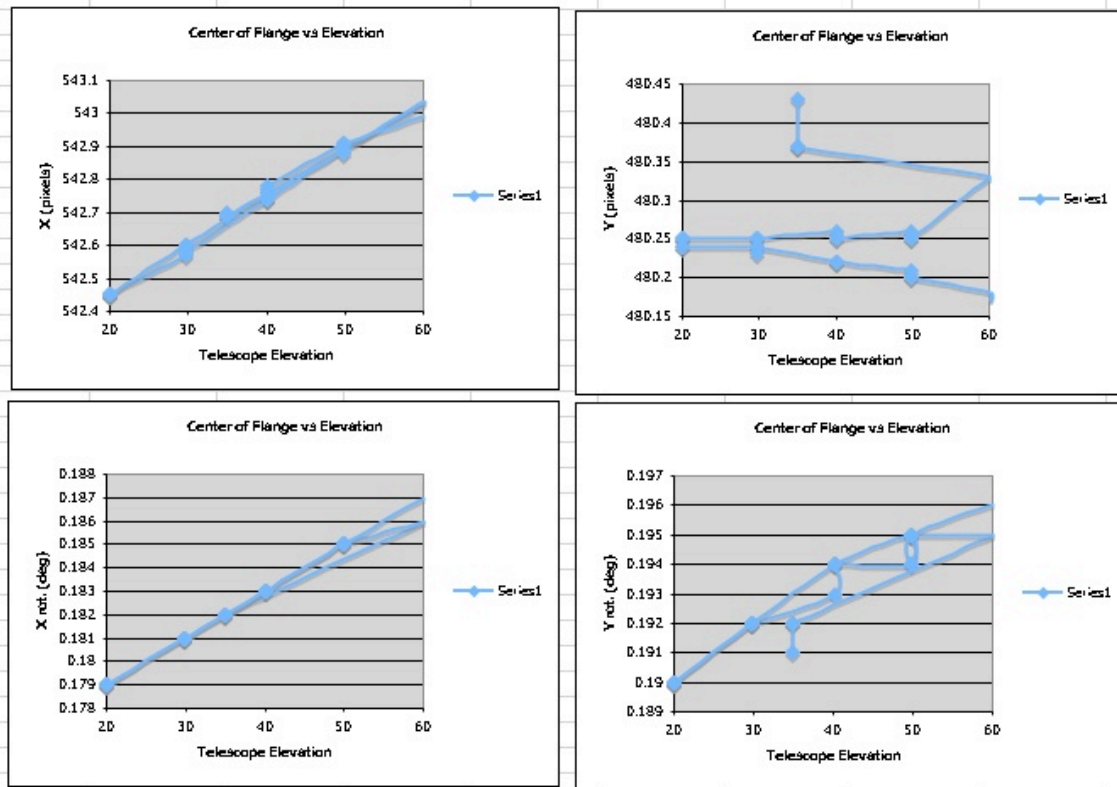 Center of Flange vs Elevation
543.1
543
542.9
542.8
542.7
542.6
542.5
542.4
X (pixels)
20 30 40 50 60
Telescope Elevation
Series1
Center of Flange vs Elevation
480.45
480.4
480.35
480.3
480.25
480.2
480.15
Y (pixels)
20 30 40 50 60
Telescope Elevation
Series1
Center of Flange vs Elevation
0.188
0.187
0.186
0.185
0.184
0.183
0.182
0.181
0.18
0.179
0.178
X rot. (deg)
20 30 40 50 60
Telescope Elevation
Series1
Center of Flange vs Elevation
0.197
0.196
0.195
0.194
0.193
0.192
0.191
0.19
0.189
Y rot. (deg)
20 30 40 50 60
Telescope Elevation
Series1